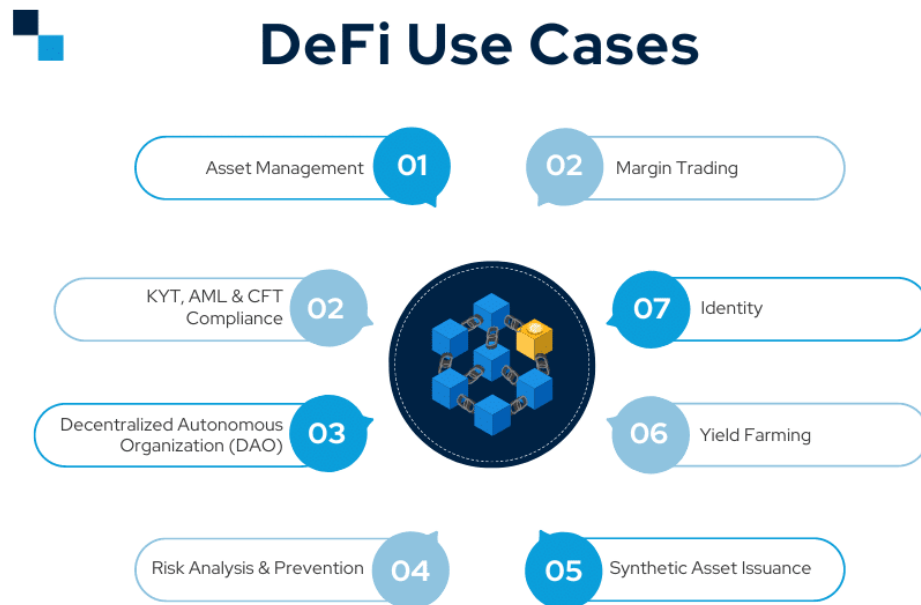 DeFi Use Cases
Asset Management
01
02
Margin Trading
KYT, AML & CFT
Compliance
02
07
Identity
Decentralized Autonomous
Organization (DAO)
03
06
Yield Farming
Risk Analysis & Prevention
04
05
Synthetic Asset Issuance